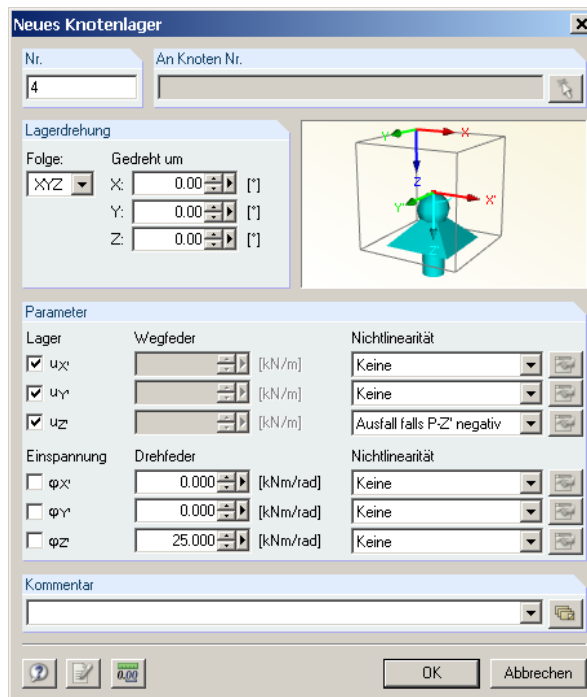 Neues Knotenlager
Nr.
An Knoten Nr.
4
Lagerdrehung
Folge:
Gedreht um
XYZ
X: 0.00 [°]
Y: 0.00 [°]
Z: 0.00 [°]
Y X
Z
Y' X'
Z'
Parameter
Lager Wegfeder Nichtlinearität
uX' [kN/m] Keine
uY' [kN/m] Keine
uZ' [kN/m] Ausfall falls P-Z' negativ
Einspannung Drehfeder Nichtlinearität
φX' 0.000 [kNm/rad] Keine
φY' 0.000 [kNm/rad] Keine
φZ' 25.000 [kNm/rad] Keine
Kommentar
0.00
OK
Abbrechen